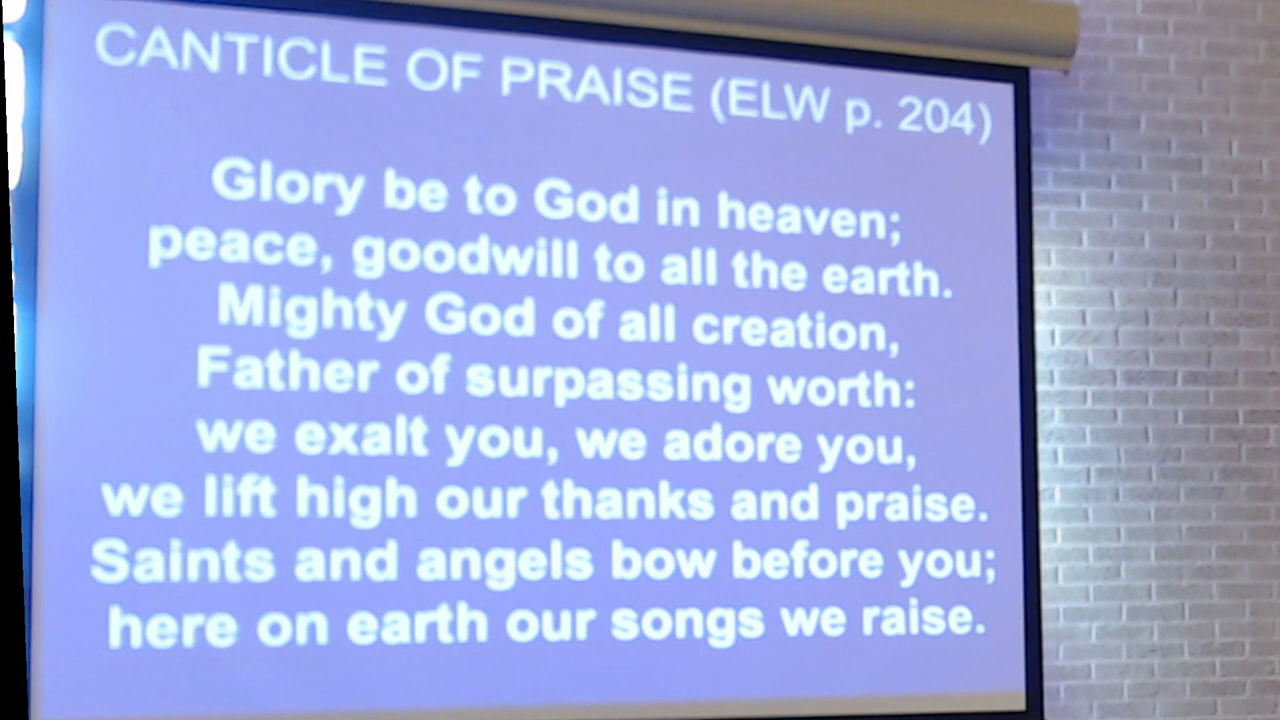 CANTICLE OF PRAISE (ELW p. 204)
Glory be to God in heaven;
peace, goodwill to all the earth.
Mighty God of all creation,
Father of surpassing worth:
we exalt you, we adore you,
we lift high our thanks and praise.
Saints and angels bow before you;
here on earth our songs we raise.